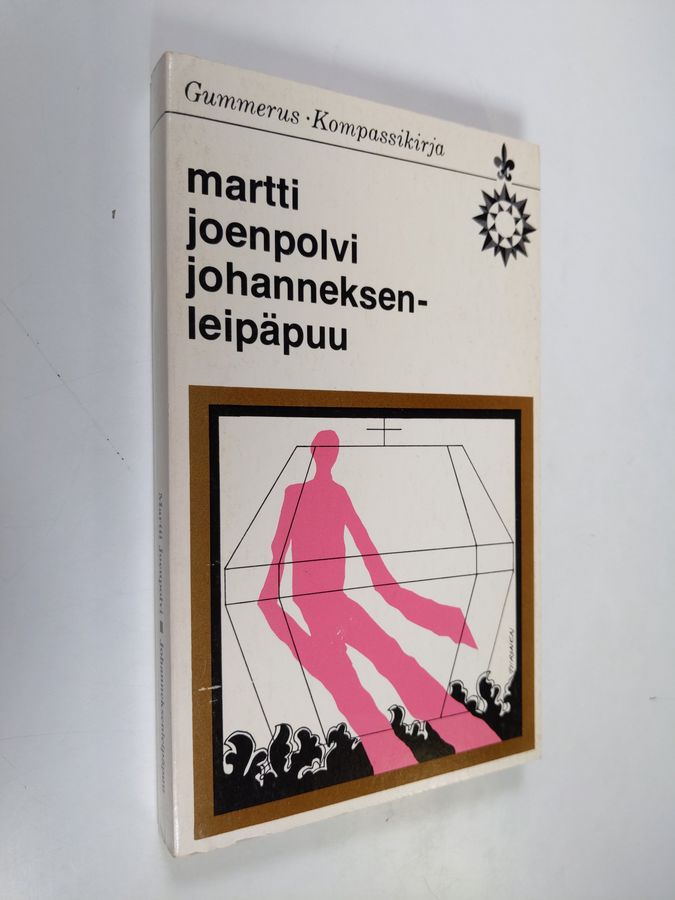 Gummerus · Kompassikirja
martti
joenpolvi
johanneksen-
leipäpuu
Martti Joenpolvi ■ Johanneksenleipäpuu